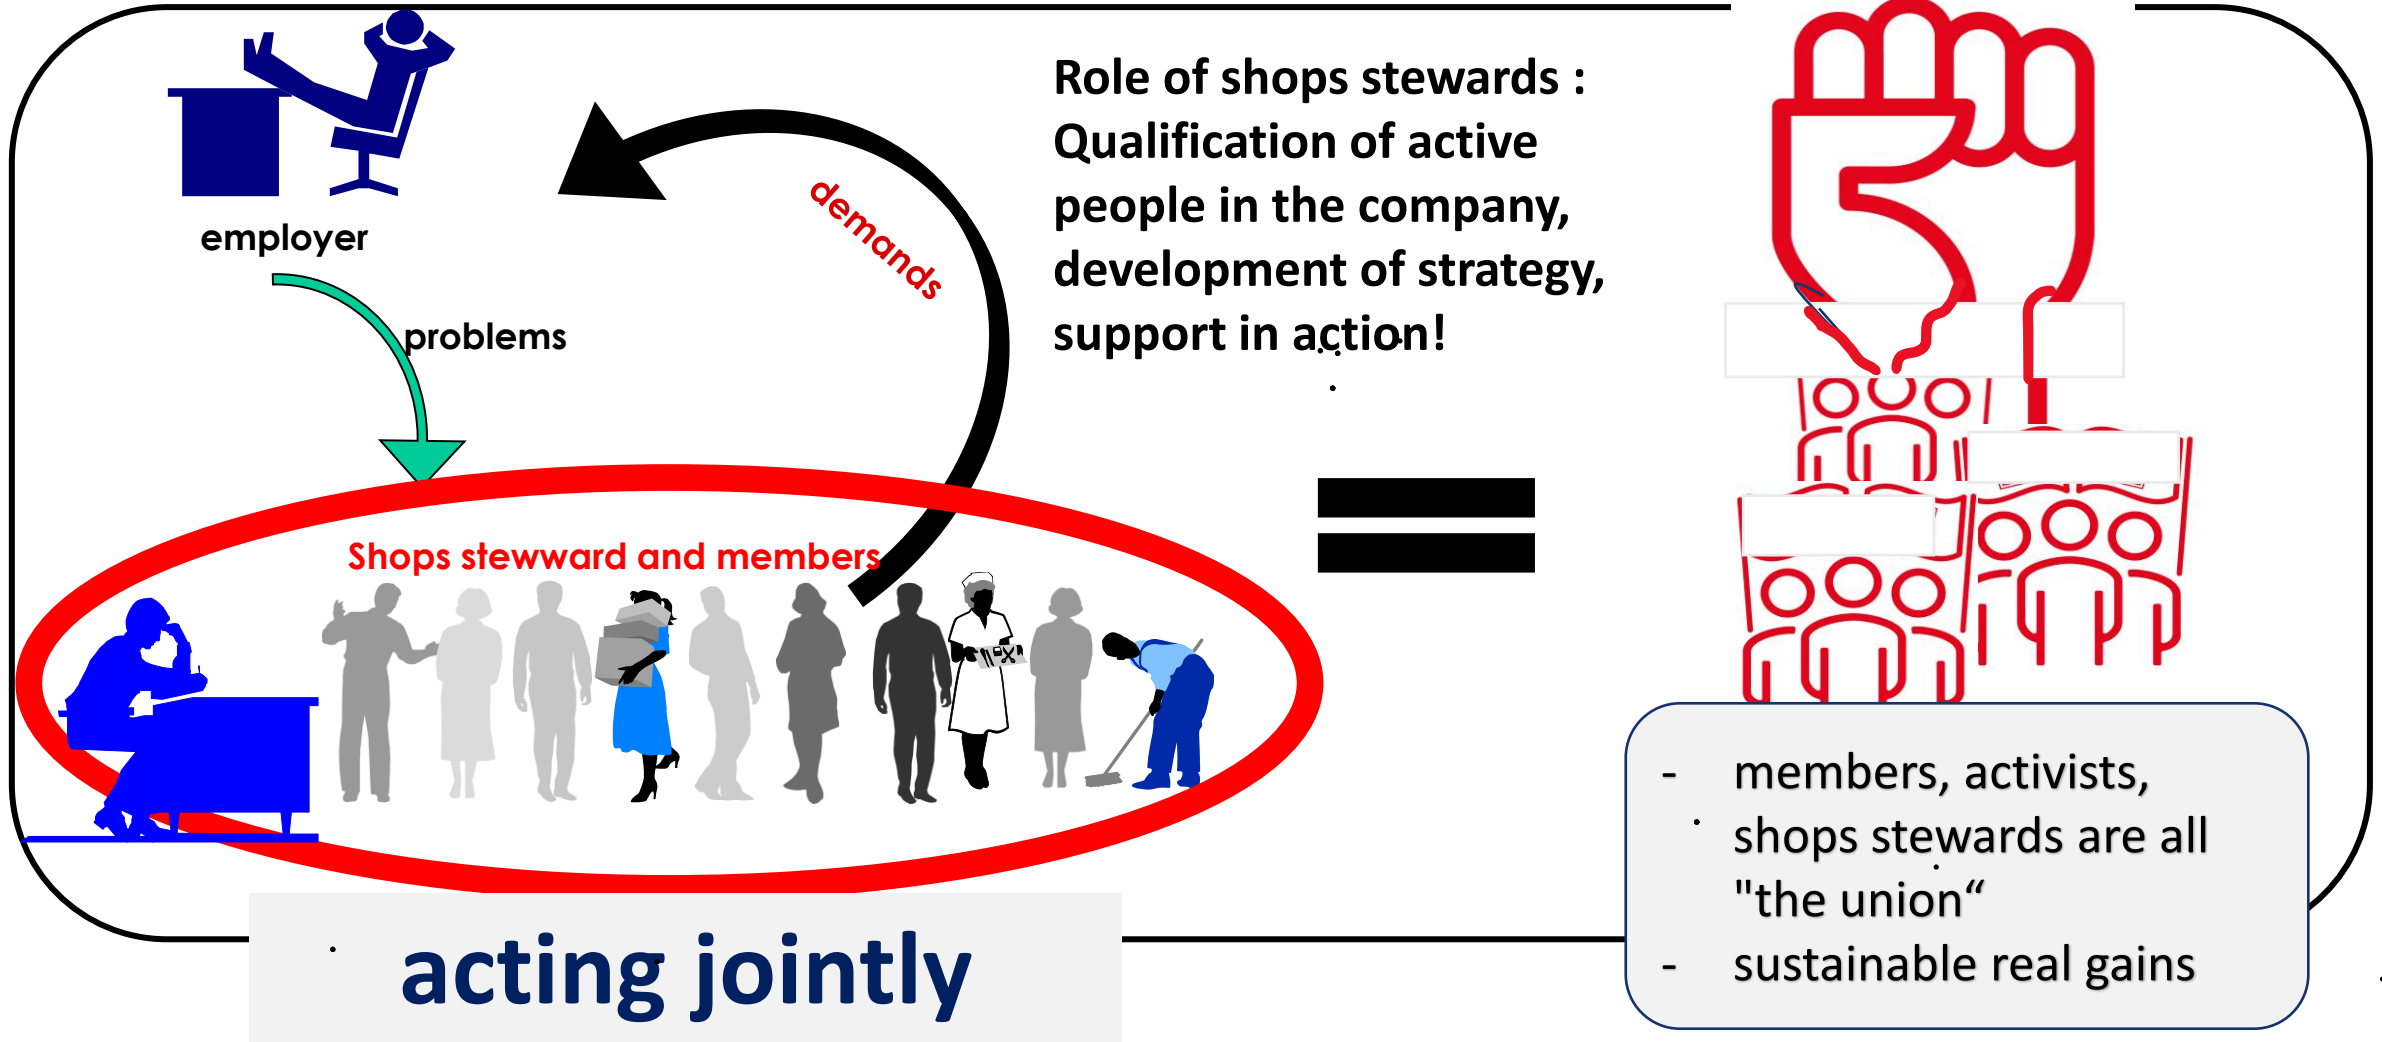 Role of shops stewards :
Qualification of active
people in the company,
development of strategy,
support in action!
demands
employer
problems
Shops stewward and members
- members, activists,
shops stewards are all
"the union“
- sustainable real gains
acting jointly